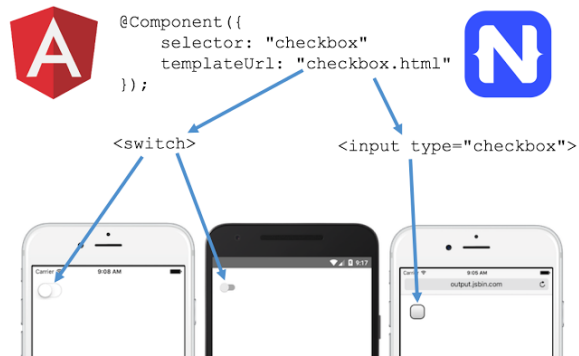 @Component({
selector: "checkbox"
templateUrl: "checkbox.html"
});
<switch>
<input type="checkbox">
Carrier
9:08 AM
9:17
Carrier
9:08 AM
output.jsbin.com
A
N